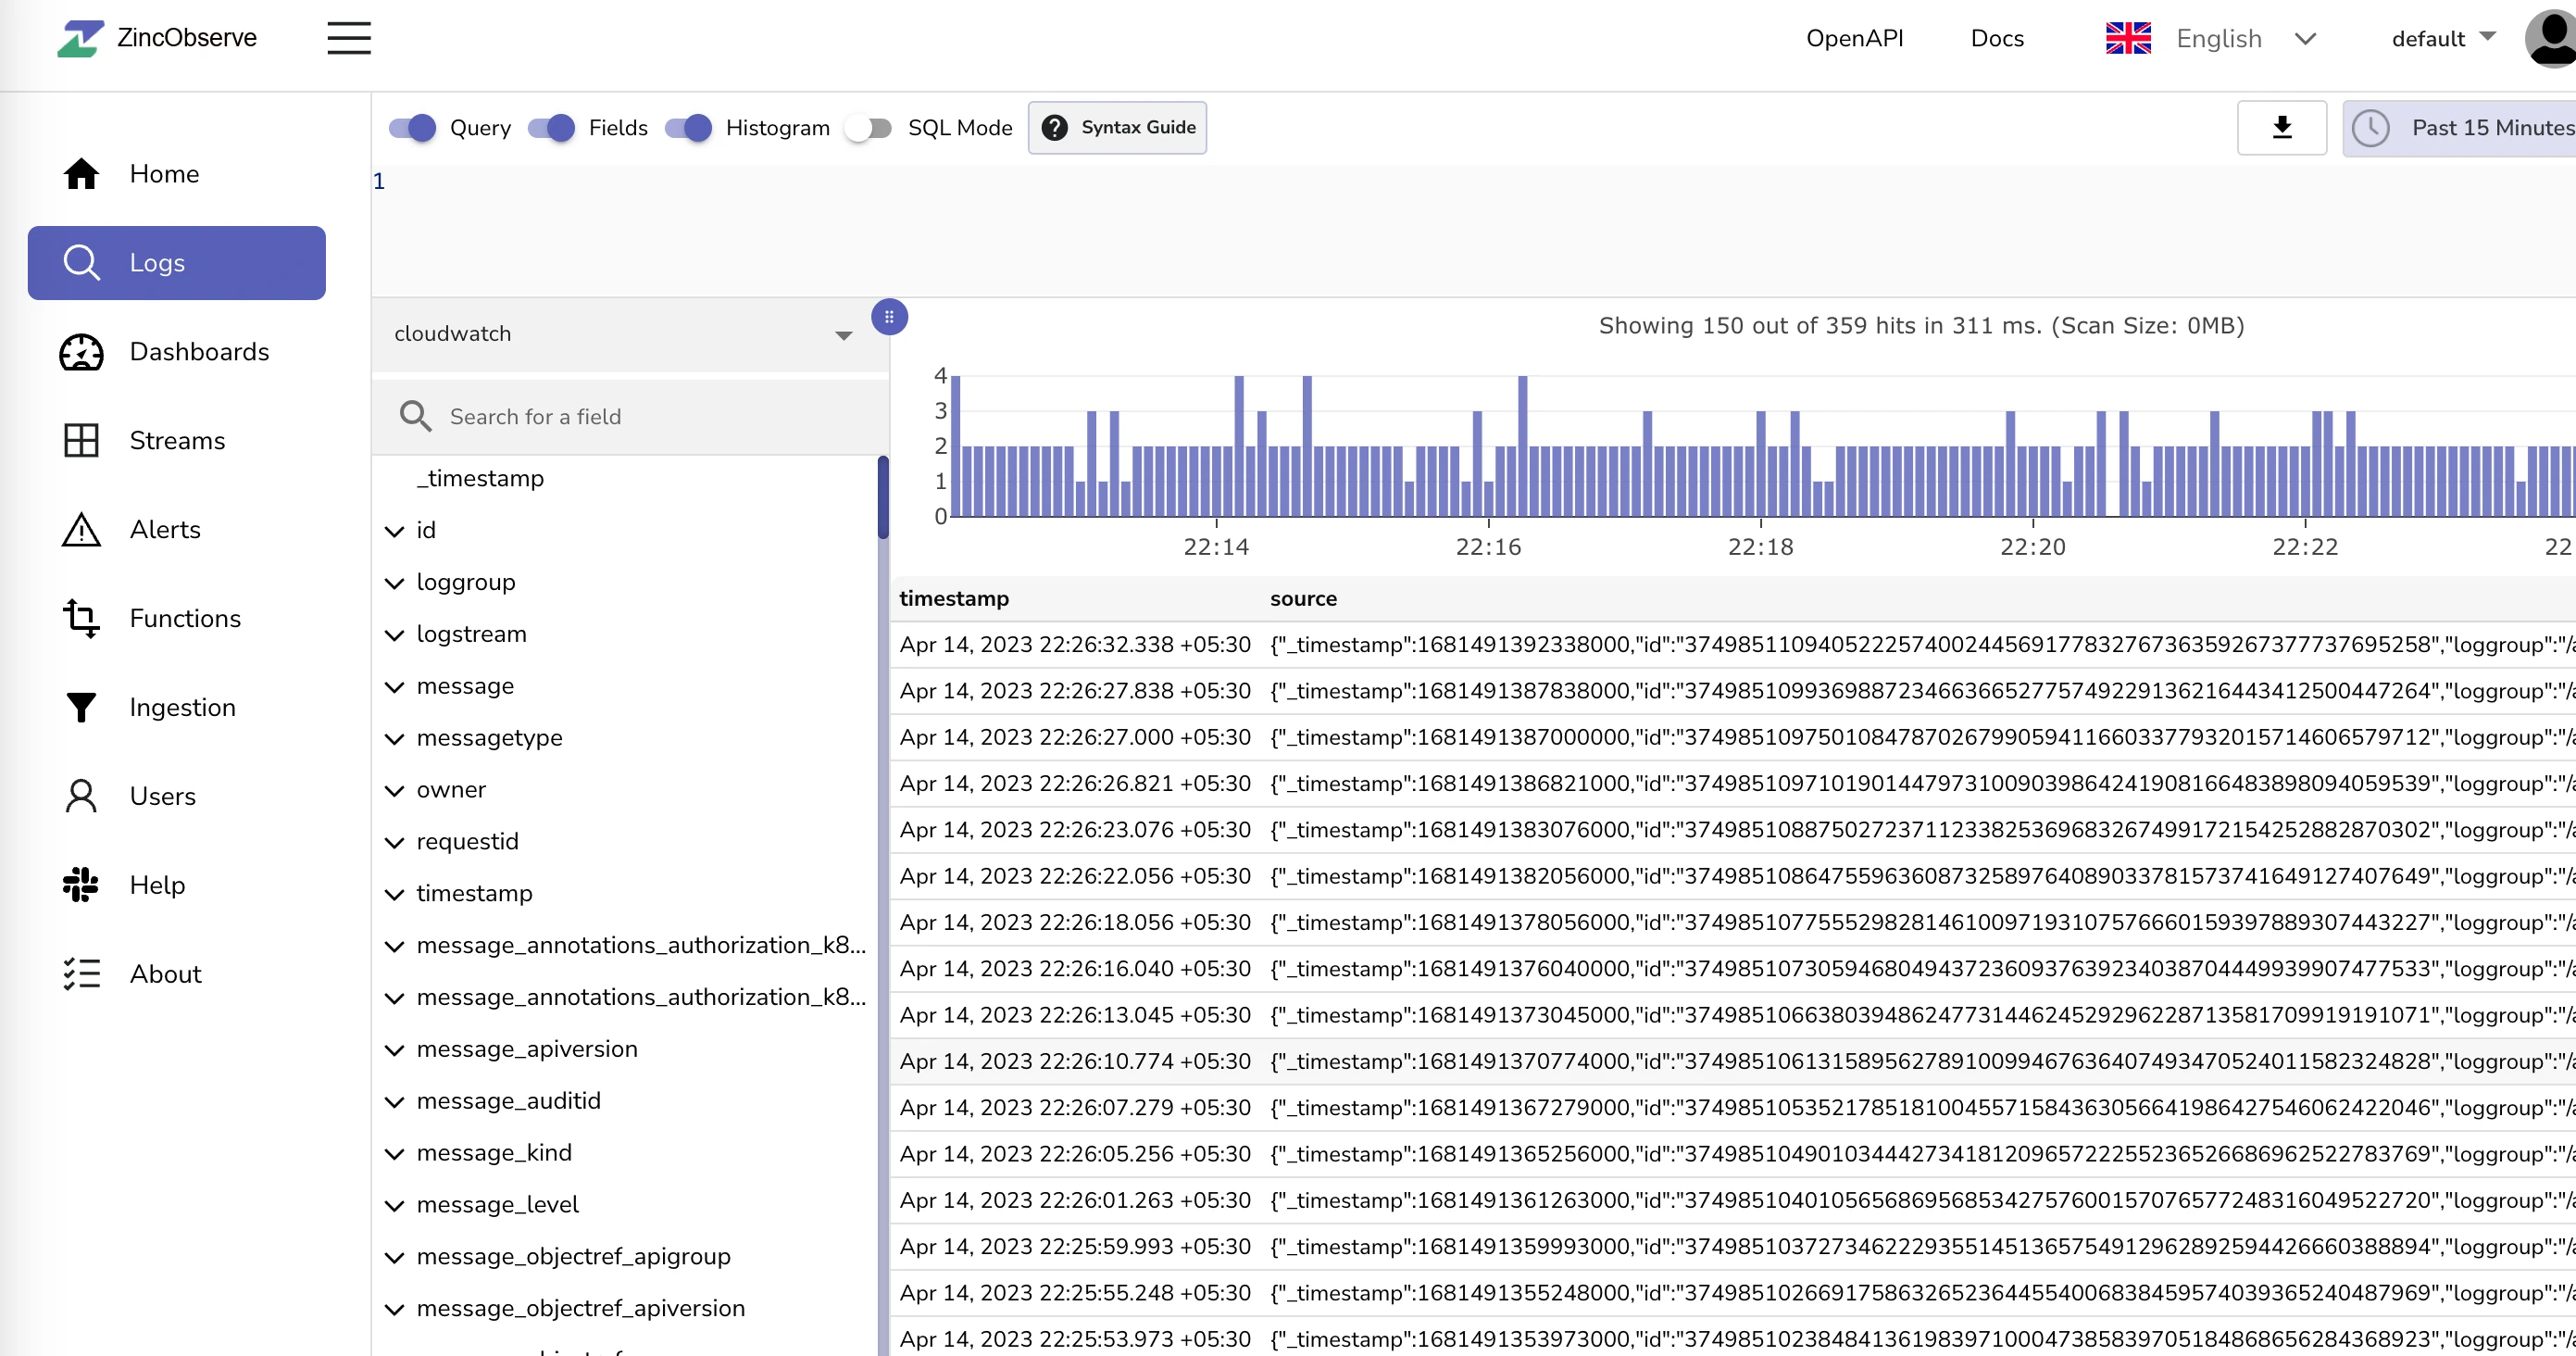 ZincObserve
OpenAPI
Docs
English
default
Home
Logs
Dashboards
Streams
Alerts
Functions
Ingestion
Users
Help
About
Query
Fields
Histogram
SQL Mode
Syntax Guide
Past 15 Minutes
1
cloudwatch
Search for a field
_timestamp
id
loggroup
logstream
message
messagetype
owner
requestid
timestamp
message_annotations_authorization_k8...
message_annotations_authorization_k8...
message_apiversion
message_auditid
message_kind
message_level
message_objectref_apigroup
message_objectref_apiversion
Showing 150 out of 359 hits in 311 ms. (Scan Size: 0MB)
4
3
2
1
0
22:14 22:16 22:18 22:20 22:22 22
timestamp source
Apr 14, 2023 22:26:32.338 +05:30 {"_timestamp":1681491392338000,"id":"37498511094052225740024456917783276736359267377737695258","loggroup":"/a
Apr 14, 2023 22:26:27.838 +05:30 {"_timestamp":1681491387838000,"id":"37498510993698872346636652775749229136216443412500447264","loggroup":"/a
Apr 14, 2023 22:26:27.000 +05:30 {"_timestamp":1681491387000000,"id":"37498510975010847870267990594116603377932015714606579712","loggroup":"/a
Apr 14, 2023 22:26:26.821 +05:30 {"_timestamp":1681491386821000,"id":"37498510971019014479731009039864241908166483898094059539","loggroup":"/a
Apr 14, 2023 22:26:23.076 +05:30 {"_timestamp":1681491383076000,"id":"37498510887502723711233825369683267499172154252882870302","loggroup":"/a
Apr 14, 2023 22:26:22.056 +05:30 {"_timestamp":1681491382056000,"id":"37498510864755963608732589764089033781573741649127407649","loggroup":"/a
Apr 14, 2023 22:26:18.056 +05:30 {"_timestamp":1681491378056000,"id":"37498510775552982814610097193107576660159397889307443227","loggroup":"/a
Apr 14, 2023 22:26:16.040 +05:30 {"_timestamp":1681491376040000,"id":"37498510730594680494372360937639234038704449939907477533","loggroup":"/a
Apr 14, 2023 22:26:13.045 +05:30 {"_timestamp":1681491373045000,"id":"37498510663803948624773144624529296228713581709919191071","loggroup":"/a
Apr 14, 2023 22:26:10.774 +05:30 {"_timestamp":1681491370774000,"id":"37498510613158956278910099467636407493470524011582324828","loggroup":"/a
Apr 14, 2023 22:26:07.279 +05:30 {"_timestamp":1681491367279000,"id":"37498510535217851810045571584363056641986427546062422046","loggroup":"/a
Apr 14, 2023 22:26:05.256 +05:30 {"_timestamp":1681491365256000,"id":"37498510490103444273418120965722255236526686962522783769","loggroup":"/a
Apr 14, 2023 22:26:01.263 +05:30 {"_timestamp":1681491361263000,"id":"37498510401056568695685342757600157076577248316049522720","loggroup":"/a
Apr 14, 2023 22:25:59.993 +05:30 {"_timestamp":1681491359993000,"id":"37498510372734622293551451365754912962892594426660388894","loggroup":"/a
Apr 14, 2023 22:25:55.248 +05:30 {"_timestamp":1681491355248000,"id":"37498510266917586326523644554006838459574039365240487969","loggroup":"/a
Apr 14, 2023 22:25:53.973 +05:30 {"_timestamp":1681491353973000,"id":"37498510238484136198397100047385839705184868656284368923","loggroup":"/a